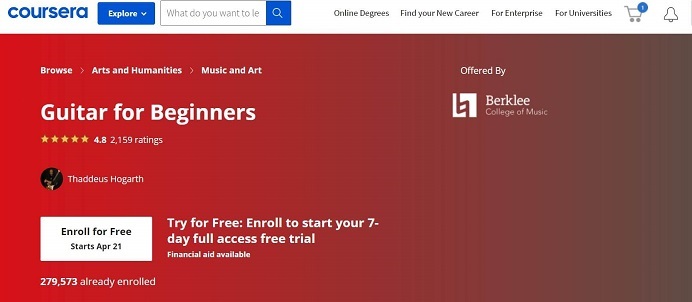 coursera Explore What do you want to le Online Degrees Find your New Career For Enterprise For Universities 1
Browse > Arts and Humanities > Music and Art
Offered By
Guitar for Beginners
Berklee
College of Music
4.8 2,159 ratings
Thaddeus Hogarth
Enroll for Free
Starts Apr 21
Try for Free: Enroll to start your 7-
day full access free trial
Financial aid available
279,573 already enrolled